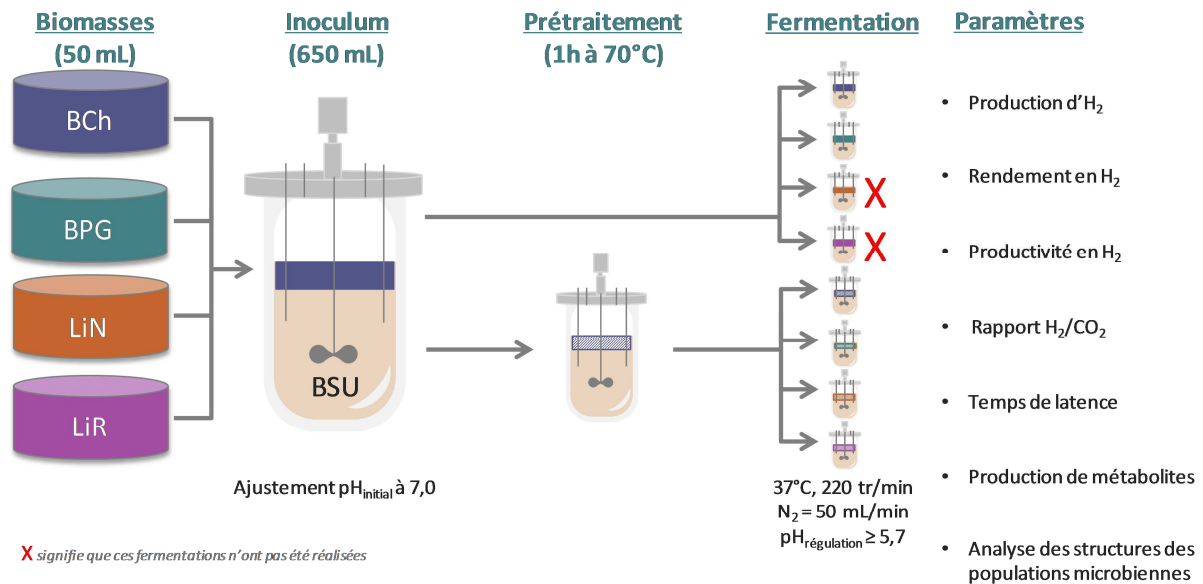 Biomasses
(50 mL)
Inoculum
(650 mL)
Prétraitement
(1h à 70°C)
Fermentation
Paramètres
BCh
BPG
LiN
LiR
BSU
Ajustement pHinitial à 7,0
X
X
37°C, 220 tr/min
N2 = 50 mL/min
pHrégulation ≥ 5,7
• Production d'H2
• Rendement en H2
• Productivité en H2
• Rapport H2/CO2
• Temps de latence
• Production de métabolites
• Analyse des structures des
populations microbiennes
X signifie que ces fermentations n'ont pas été réalisées